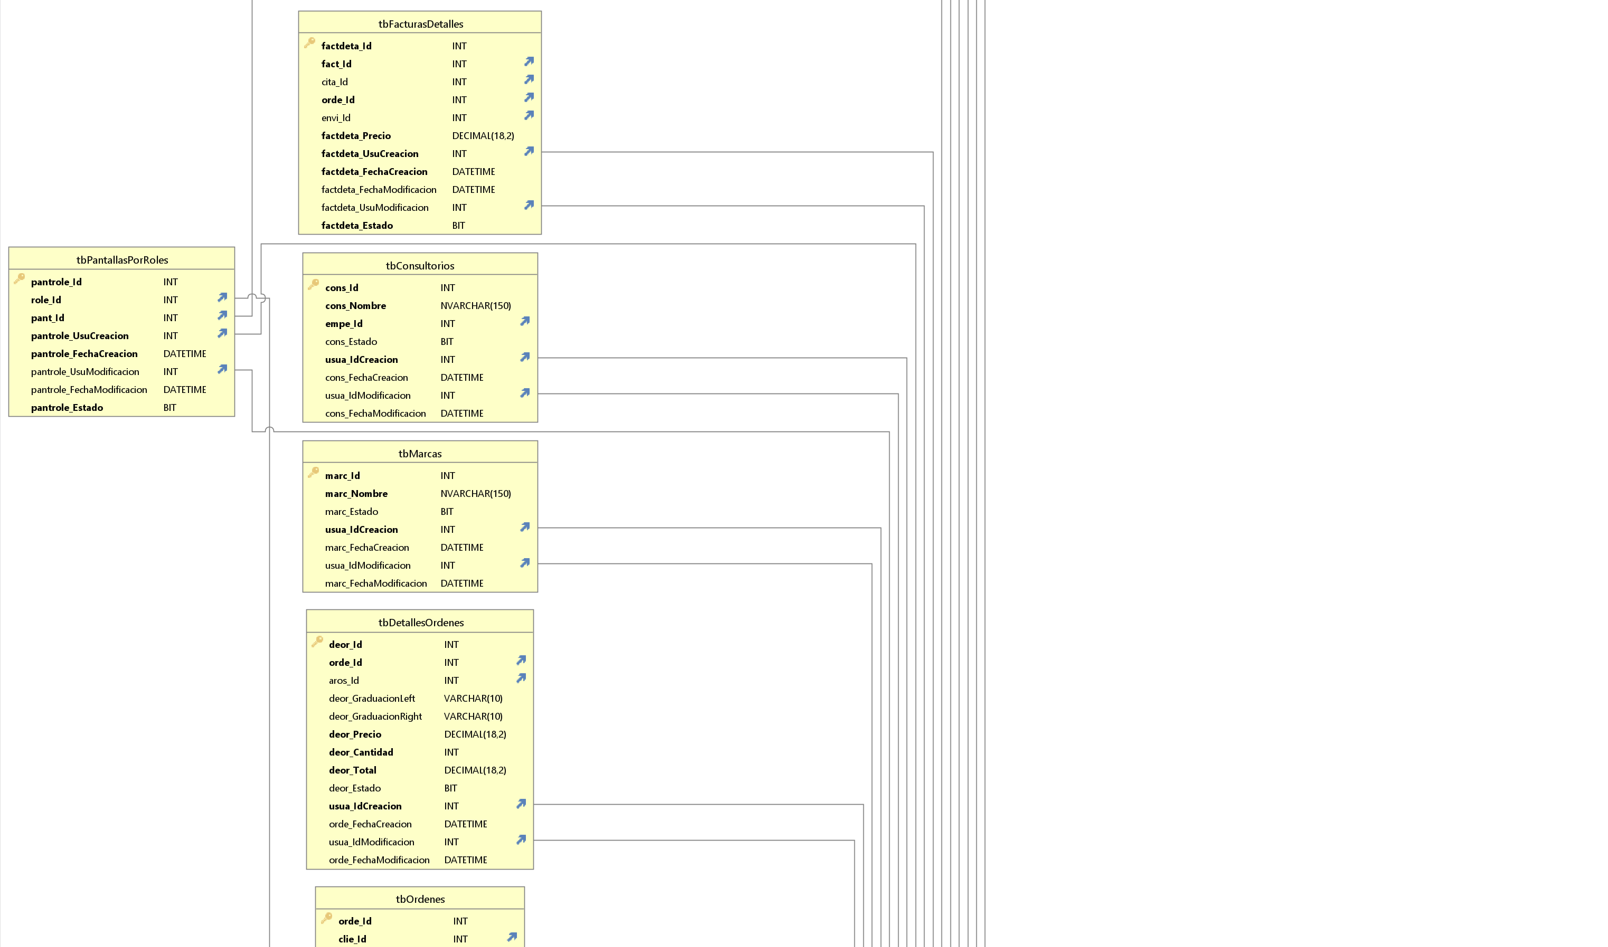 tbFacturasDetalles
factdeta_Id INT
fact_Id INT
cita_Id INT
orde_Id INT
envi_Id INT
factdeta_Precio DECIMAL(18,2)
factdeta_UsuCreacion INT
factdeta_FechaCreacion DATETIME
factdeta_FechaModificacion DATETIME
factdeta_UsuModificacion INT
factdeta_Estado BIT
tbPantallasPorRoles
pantrole_Id INT
role_Id INT
pant_Id INT
pantrole_UsuCreacion INT
pantrole_FechaCreacion DATETIME
pantrole_UsuModificacion INT
pantrole_FechaModificacion DATETIME
pantrole_Estado BIT
tbConsultorios
cons_Id INT
cons_Nombre NVARCHAR(150)
empe_Id INT
cons_Estado BIT
usua_IdCreacion INT
cons_FechaCreacion DATETIME
usua_IdModificacion INT
cons_FechaModificacion DATETIME
tbMarcas
marc_Id INT
marc_Nombre NVARCHAR(150)
marc_Estado BIT
usua_IdCreacion INT
marc_FechaCreacion DATETIME
usua_IdModificacion INT
marc_FechaModificacion DATETIME
tbDetallesOrdenes
deor_Id INT
orde_Id INT
aros_Id INT
deor_GraduacionLeft VARCHAR(10)
deor_GraduacionRight VARCHAR(10)
deor_Precio DECIMAL(18,2)
deor_Cantidad INT
deor_Total DECIMAL(18,2)
deor_Estado BIT
usua_IdCreacion INT
orde_FechaCreacion DATETIME
usua_IdModificacion INT
orde_FechaModificacion DATETIME
tbOrdenes
orde_Id INT
clie_Id INT